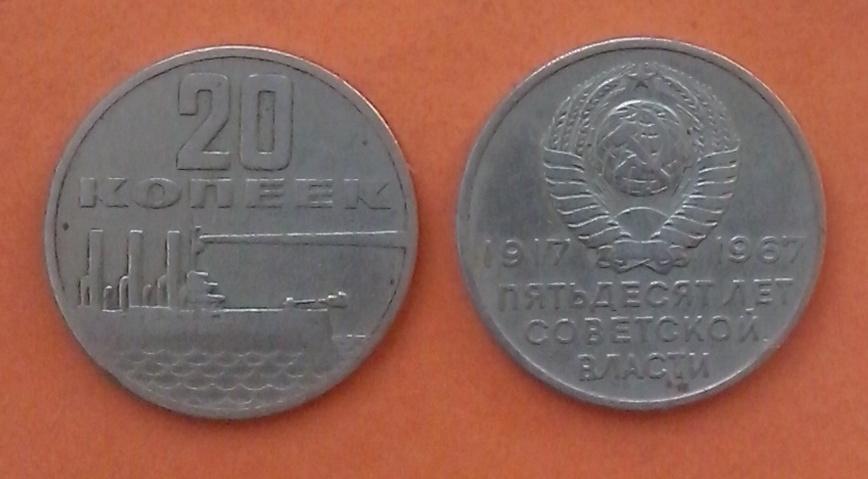 20
КОПЕЕК
1917 1967
ПЯТЬДЕСЯТ ЛЕТ
СОВЕТСКОЙ
ВЛАСТИ